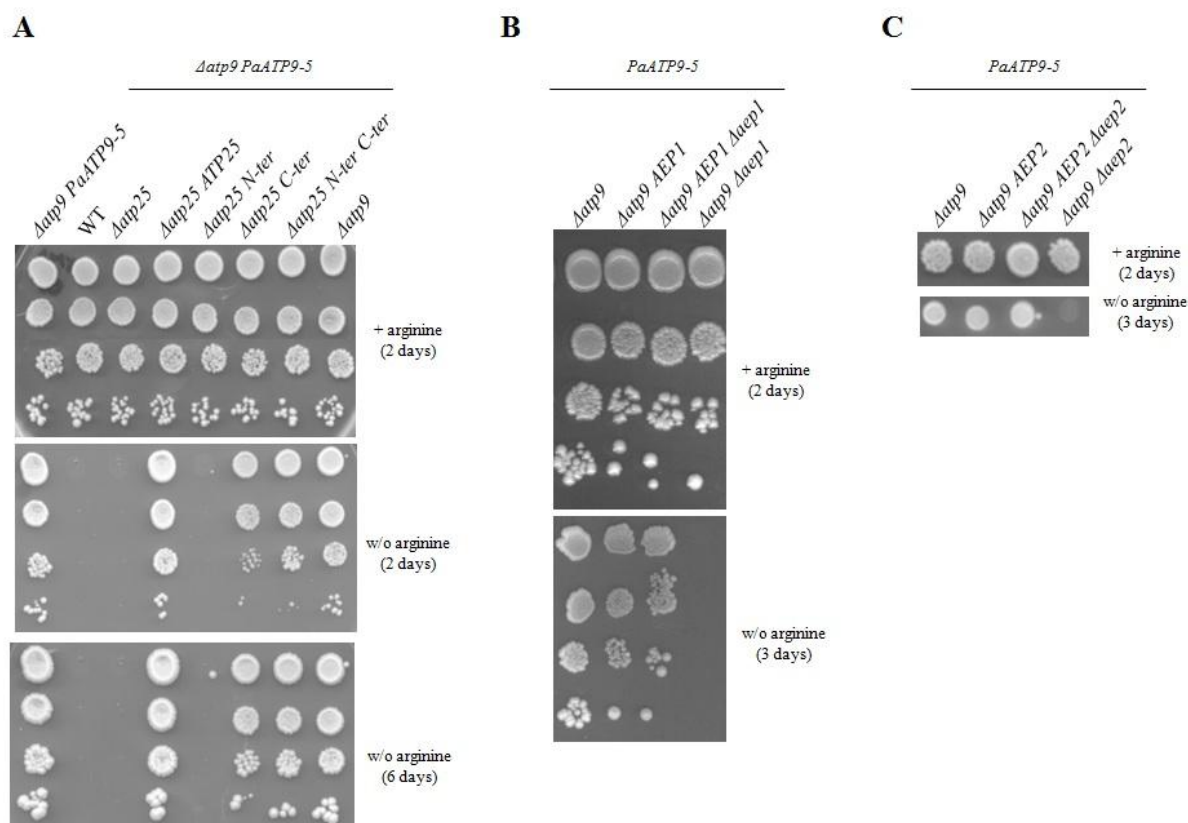 A
Δatp9 PaATP9-5
Δatp9 PaATP9-5
WT
Δatp25
Δatp25 ATP25
Δatp25 N-ter
Δatp25 C-ter
Δatp25 N-ter C-ter
Δatp9
+ arginine
(2 days)
w/o arginine
(2 days)
w/o arginine
(6 days)
B
PaATP9-5
Δatp9
Δatp9 AEP1
Δatp9 AEP1 Δaep1
Δatp9 Δaep1
+ arginine
(2 days)
w/o arginine
(3 days)
C
PaATP9-5
Δatp9
Δatp9 AEP2
Δatp9 AEP2 Δaep2
Δatp9 Δaep2
+ arginine
(2 days)
w/o arginine
(3 days)